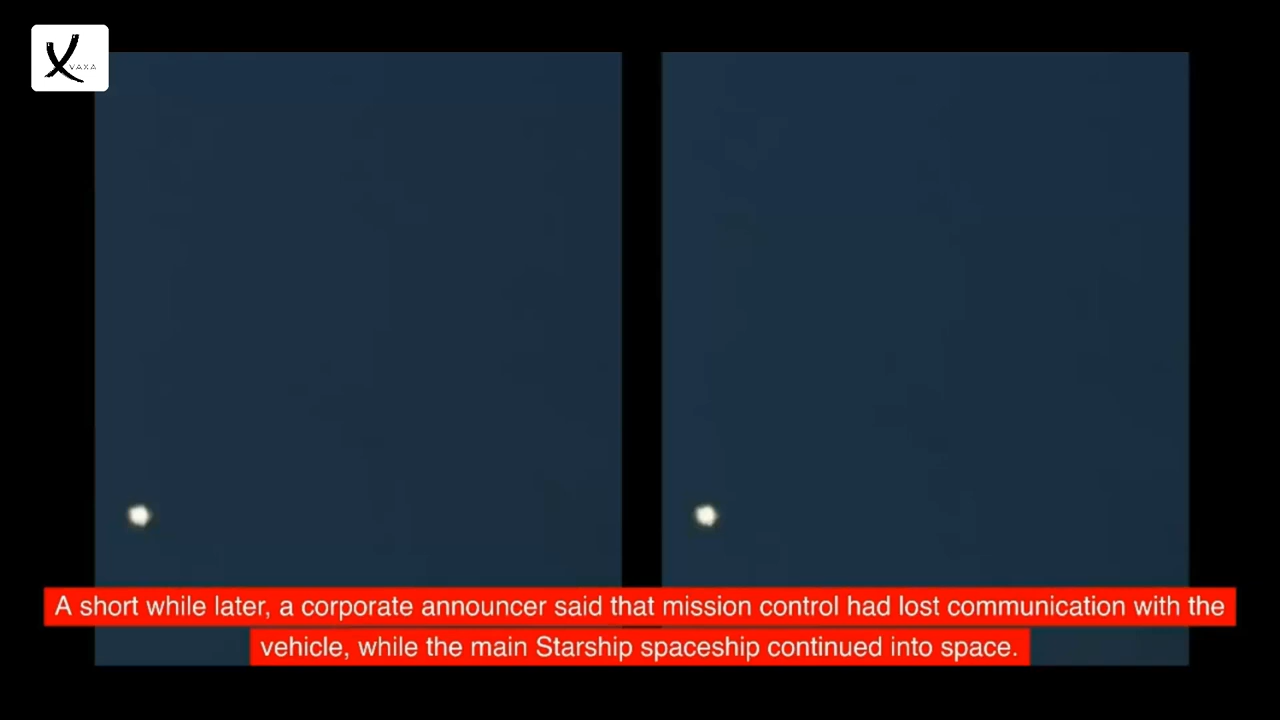 VAXA
A short while later, a corporate announcer said that mission control had lost communication with the
vehicle, while the main Starship spaceship continued into space.